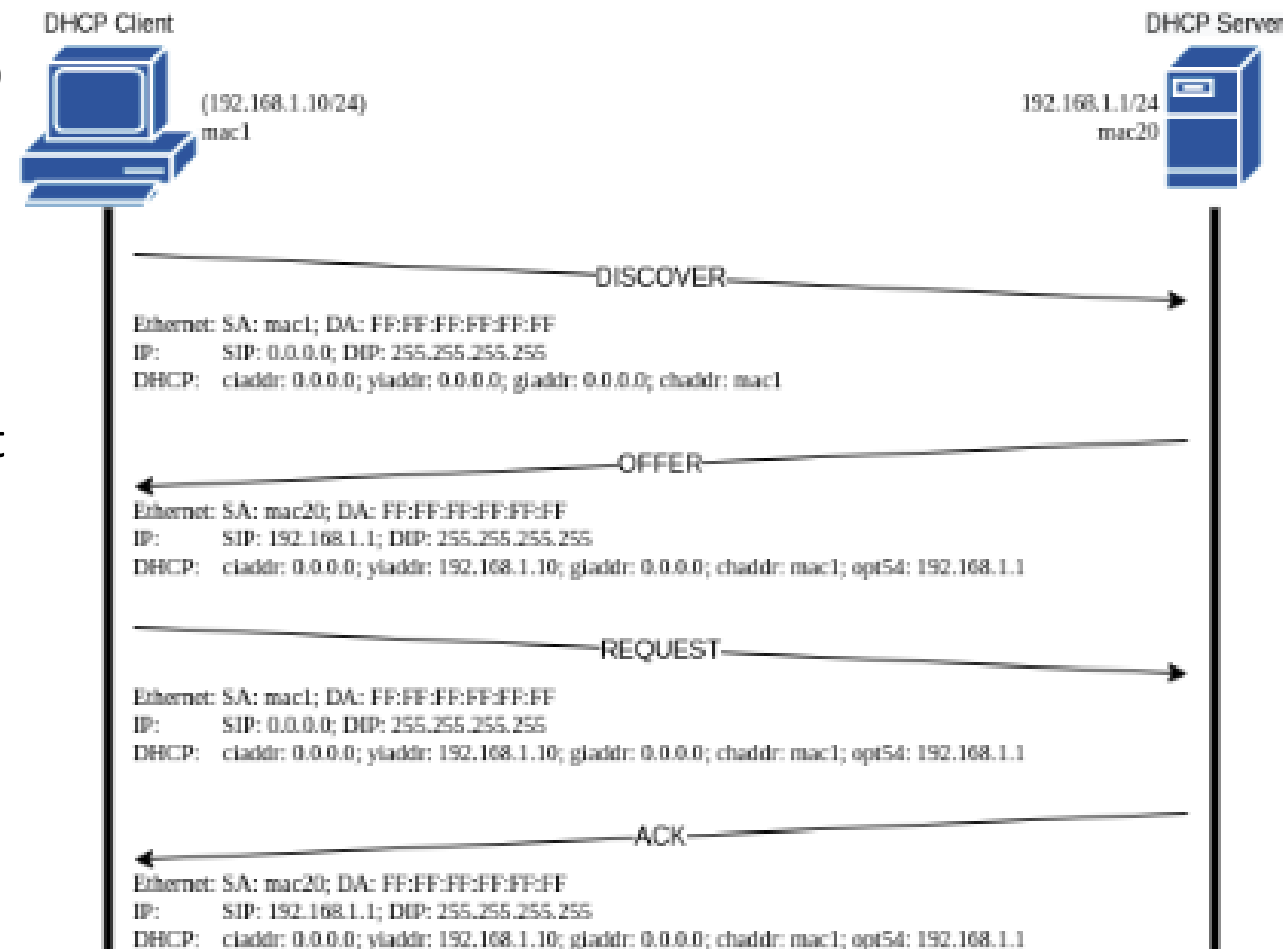 DHCP Client
DHCP Server
(192.168.1.10/24)
mac1
192.168.1.1/24
mac20
DISCOVER
Ethernet: SA: mac1; DA: FF:FF:FF:FF:FF:FF
IP: SIP: 0.0.0.0; DIP: 255.255.255.255
DHCP: ciaddr: 0.0.0.0; yiaddr: 0.0.0.0; giaddr: 0.0.0.0; chaddr: mac1
t
OFFER
Ethernet: SA: mac20; DA: FF:FF:FF:FF:FF:FF
IP: SIP: 192.168.1.1; DIP: 255.255.255.255
DHCP: ciaddr: 0.0.0.0; yiaddr: 192.168.1.10; giaddr: 0.0.0.0; chaddr: mac1; opt54: 192.168.1.1
REQUEST
Ethernet: SA: mac1; DA: FF:FF:FF:FF:FF:FF
IP: SIP: 0.0.0.0; DIP: 255.255.255.255
DHCP: ciaddr: 0.0.0.0; yiaddr: 192.168.1.10; giaddr: 0.0.0.0; chaddr: mac1; opt54: 192.168.1.1
ACK
Ethernet: SA: mac20; DA: FF:FF:FF:FF:FF:FF
IP: SIP: 192.168.1.1; DIP: 255.255.255.255
DHCP: ciaddr: 0.0.0.0; yiaddr: 192.168.1.10; giaddr: 0.0.0.0; chaddr: mac1; opt54: 192.168.1.1